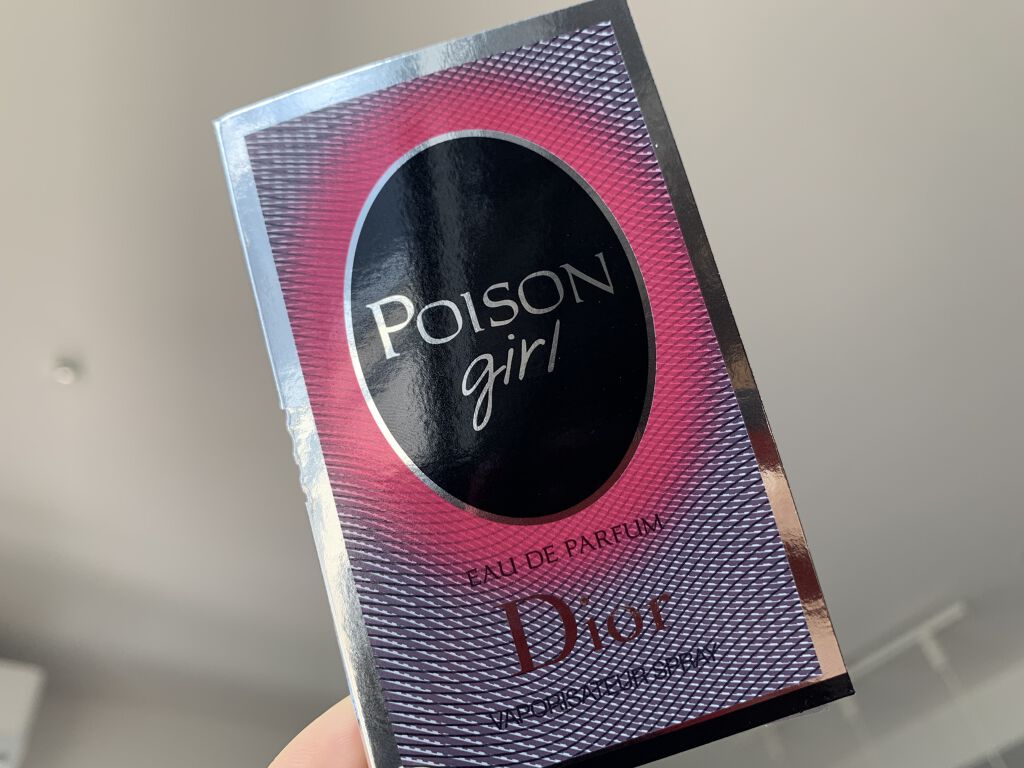 POISON
girl
EAU DE PARFUM
Dior
VAPORISATEUR SPRAY